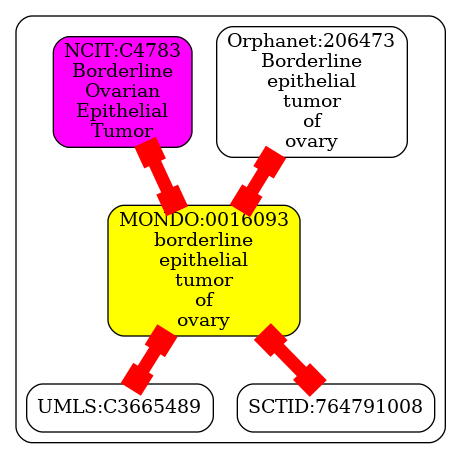 NCIT:C4783
Borderline
Ovarian
Epithelial
Tumor
Orphanet:206473
Borderline
epithelial
tumor
of
ovary
MONDO:0016093
borderline
epithelial
tumor
of
ovary
UMLS:C3665489
SCTID:764791008